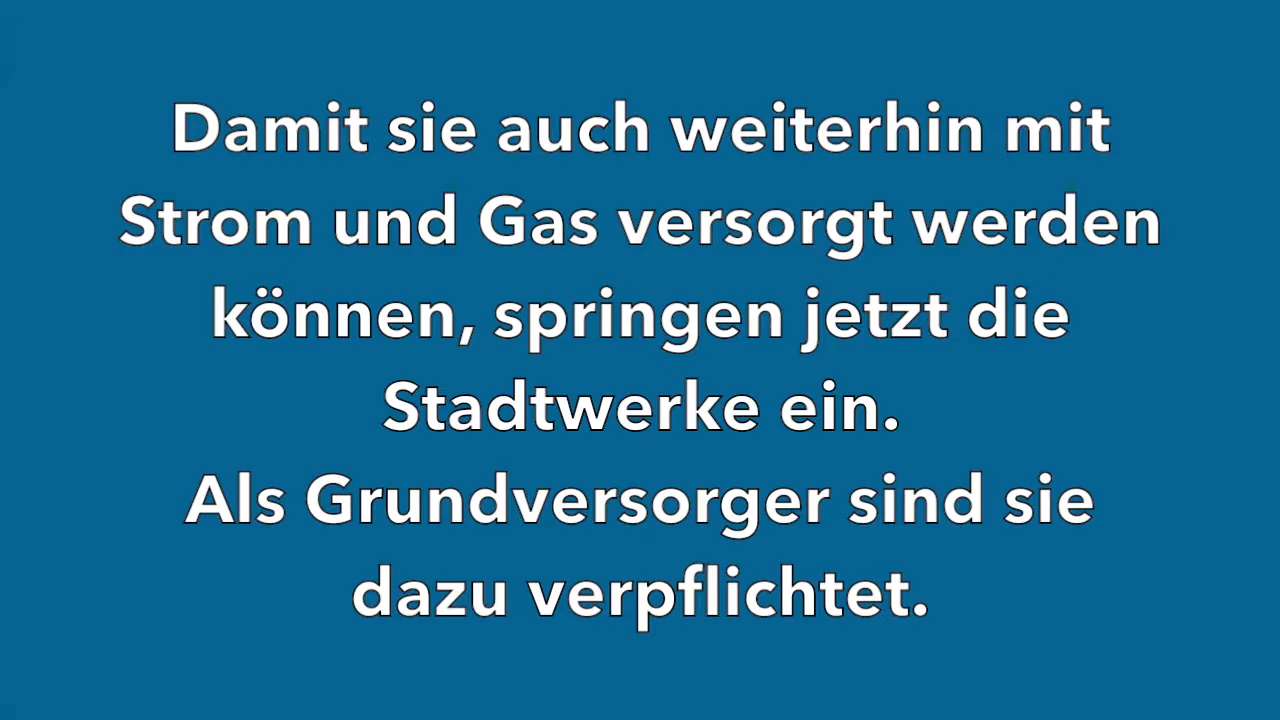 Damit sie auch weiterhin mit
Strom und Gas versorgt werden
können, springen jetzt die
Stadtwerke ein.
Als Grundversorger sind sie
dazu verpflichtet.